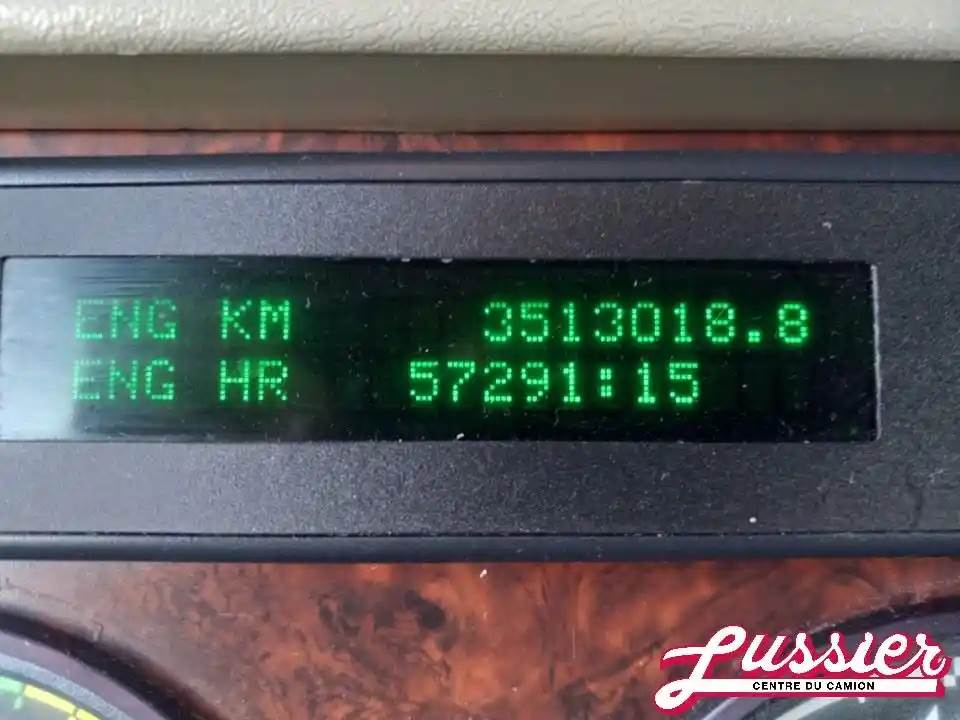 ENG KM 3513018.8
ENG HR 57291:15
Lussier
CENTRE DU CAMION